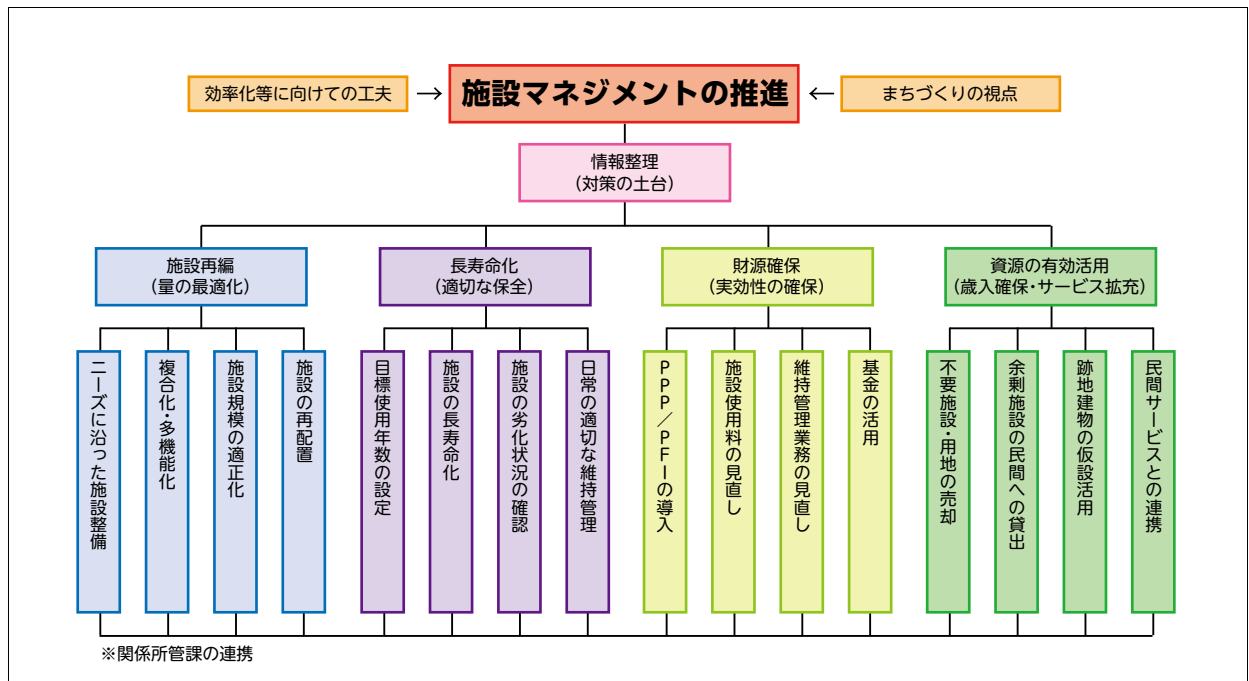 効率化等に向けての工夫
施設マネジメントの推進
まちづくりの視点
情報整理
（対策の土台）
施設再編
（量の最適化）
長寿命化
（適切な保全）
財源確保
（実効性の確保）
資源の有効活用
（歳入確保・サービス拡充）
ニーズに沿った施設整備
複合化・多機能化
施設規模の適正化
施設の再配置
目標使用年数の設定
施設の長寿命化
施設の劣化状況の確認
日常の適切な維持管理
ＰＰＰ／ＰＦＩの導入
施設使用料の見直し
維持管理業務の見直し
基金の活用
不要施設・用地の売却
余剰施設の民間への貸出
跡地建物の仮設活用
民間サービスとの連携
※関係所管課の連携